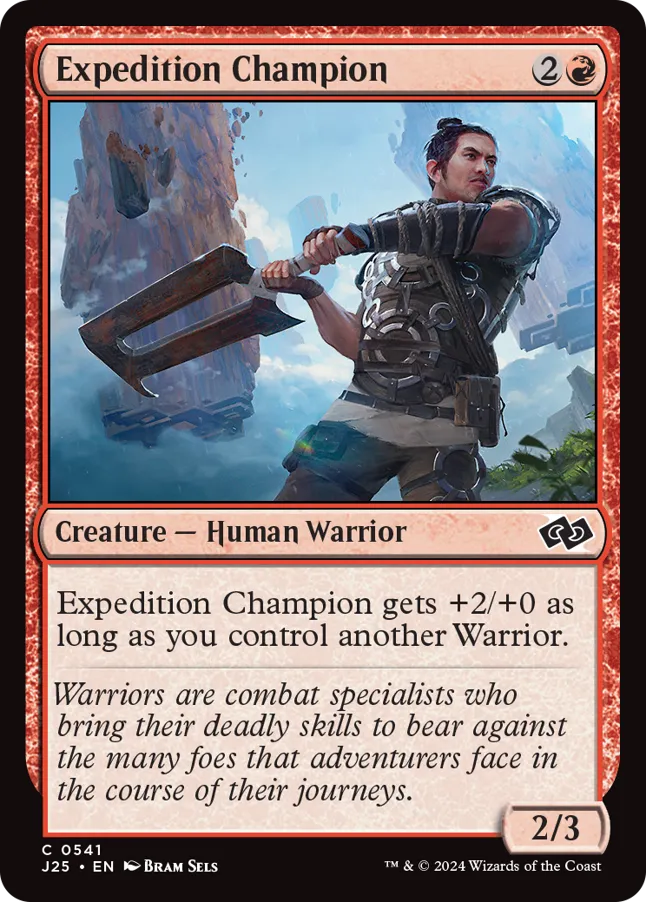 Expedition Champion 2
Creature — Human Warrior
Expedition Champion gets +2/+0 as
long as you control another Warrior.
Warriors are combat specialists who
bring their deadly skills to bear against
the many foes that adventurers face in
the course of their journeys.
2/3
C 0541
J25 • EN Bram Sels
™ & © 2024 Wizards of the Coast